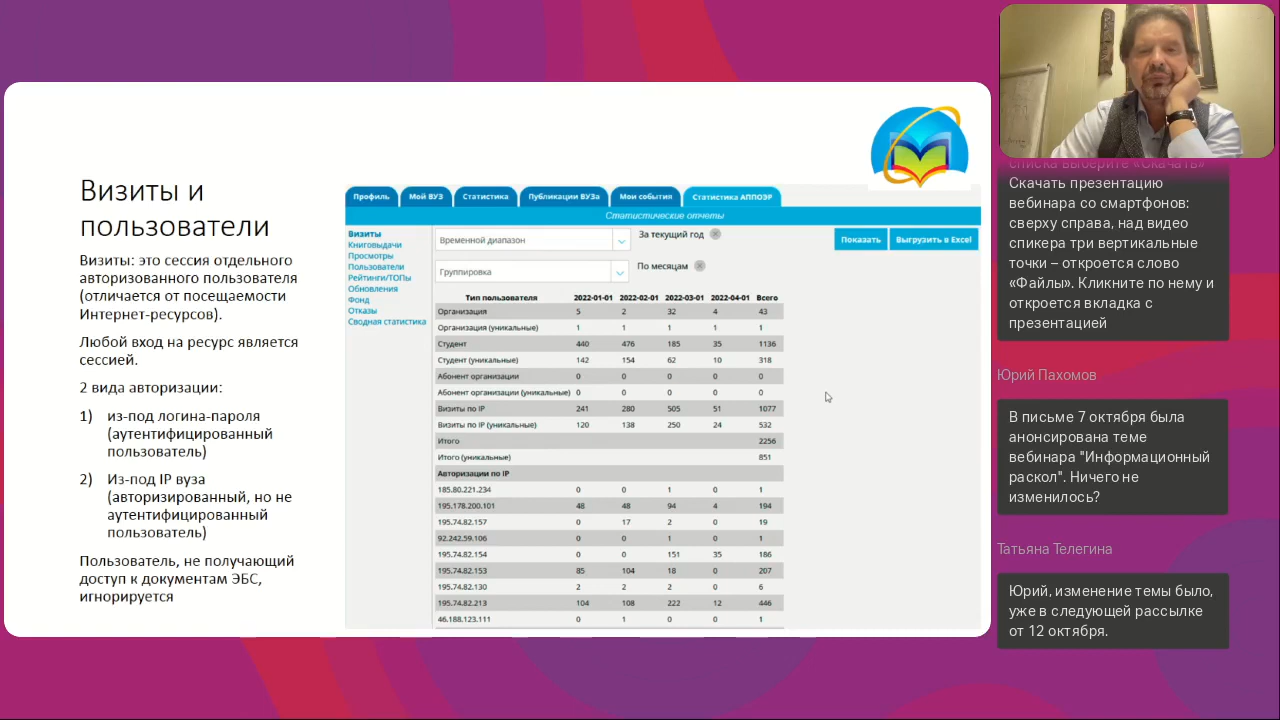 Визиты и
пользователи
Визиты: это сессия отдельного
авторизованного пользователя
(отличается от посещаемости
Интернет-ресурсов).
Любой вход на ресурс является
сессией.
2 вида авторизации:
1) из-под логина-пароля
(аутентифицированный
пользователь)
2) Из-под IP вуза
(авторизированный, но не
аутентифицированный
пользователь)
Пользователь, не получающий
доступ к документам ЭБС,
игнорируется
Профиль Мой ВУЗ Статистика Публикации ВУЗа Мои события Статистика АППОЭР
Статистические отчеты
Визиты
Книговыдачи
Просмотры
Пользователи
Рейтинги/ТОПы
Обновления
Фонд
Отказы
Сводная статистика
Временной диапазон За текущий год Показать Выгрузить в Excel
Группировка По месяцам
Тип пользователя 2022-01-01 2022-02-01 2022-03-01 2022-04-01 Всего
Организация 5 2 32 4 43
Организация (уникальные) 1 1 1 1 1
Студент 440 476 185 35 1136
Студент (уникальные) 142 154 62 10 318
Абонент организации 0 0 0 0 0
Абонент организации (уникальные) 0 0 0 0 0
Визиты по IP 241 280 505 51 1077
Визиты по IP (уникальные) 120 138 250 24 532
Итого 2256
Итого (уникальные) 851
Авторизации по IP
185.80.221.234 0 0 1 0 1
195.178.200.101 48 48 94 4 194
195.74.82.157 0 17 2 0 19
92.242.59.106 0 0 1 0 1
195.74.82.154 0 0 151 35 186
195.74.82.153 85 104 18 0 207
195.74.82.130 2 2 2 0 6
195.74.82.213 104 108 222 12 446
46.188.123.111 0 1 0 0 1
списка выберите «Скачать»
Скачать презентацию
вебинара со смартфонов:
сверху справа, над видео
спикера три вертикальные
точки – откроется слово
«Файлы». Кликните по нему и
откроется вкладка с
презентацией
Юрий Пахомов
В письме 7 октября была
анонсирована теме
вебинара "Информационный
раскол". Ничего не
изменилось?
Татьяна Телегина
Юрий, изменение темы было,
уже в следующей рассылке
от 12 октября.